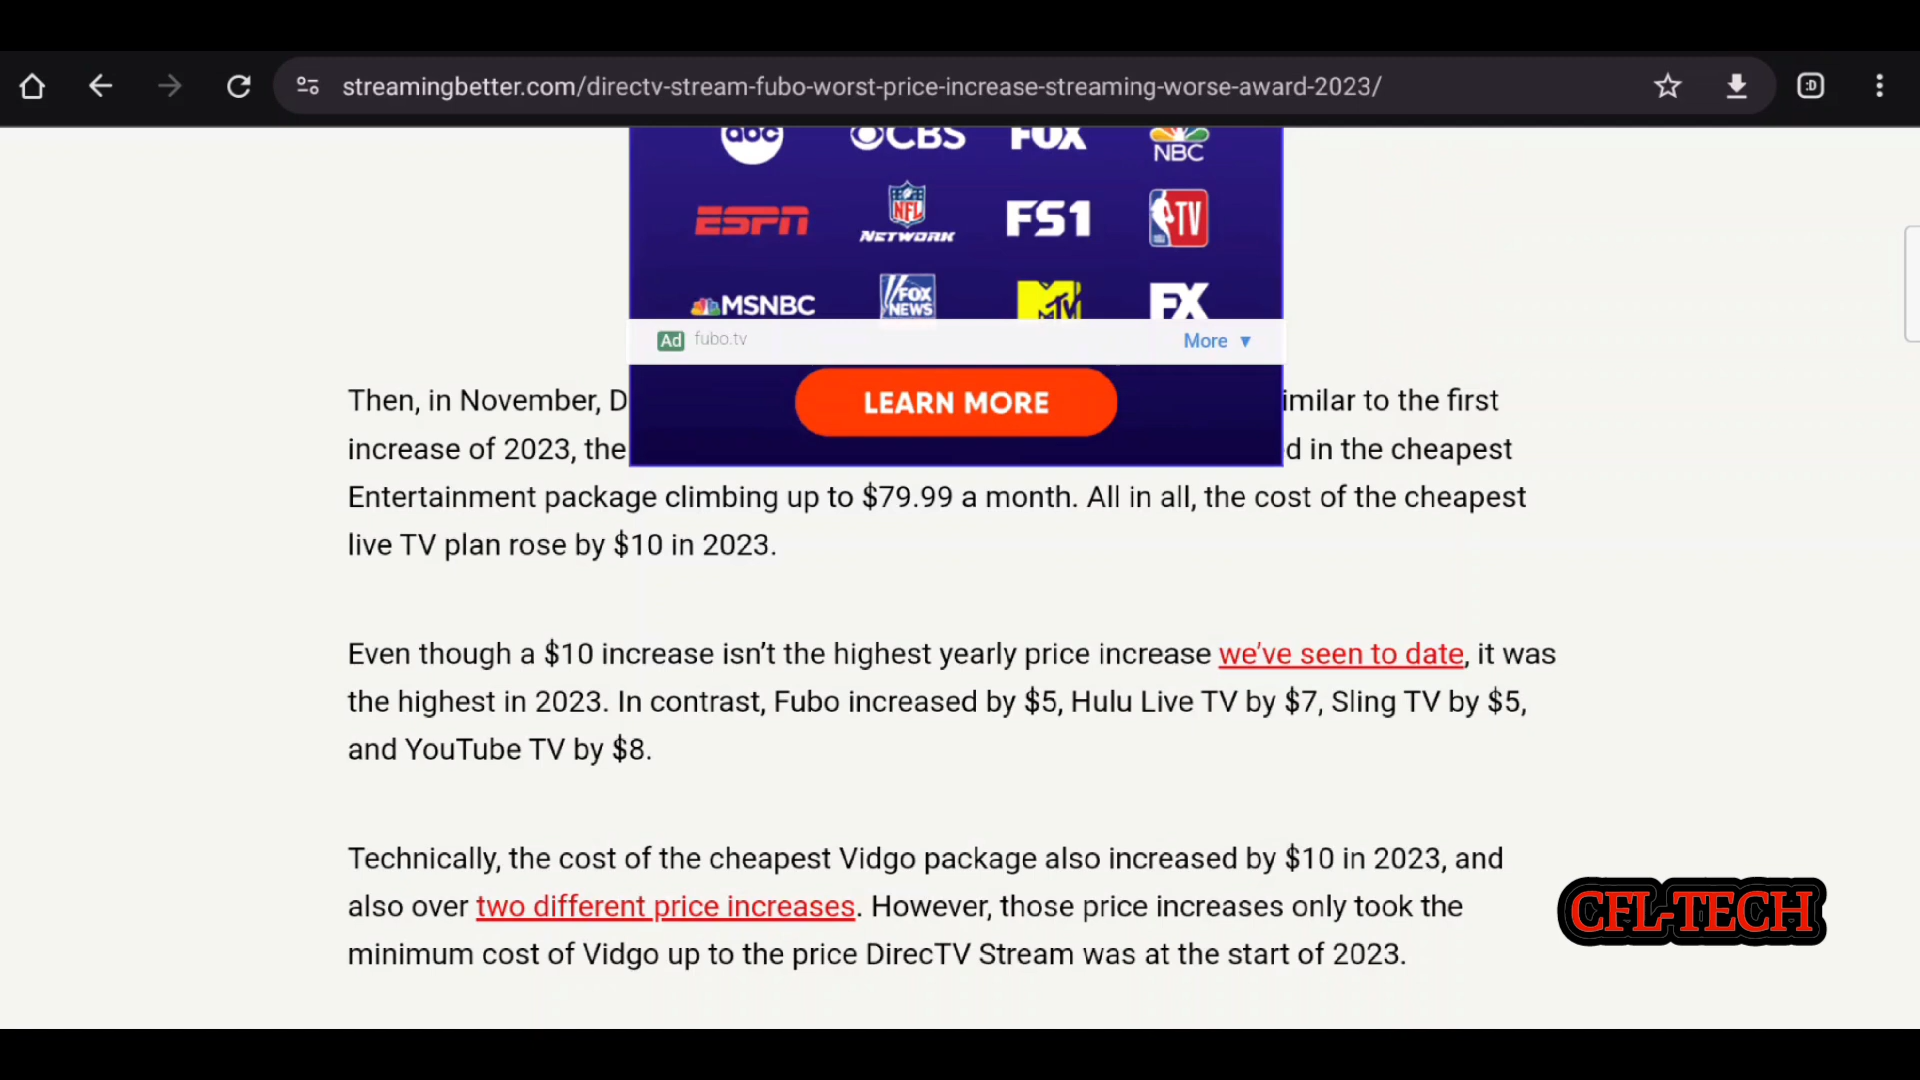 :D
streamingbetter.com/directv-stream-fubo-worst-price-increase-streaming-worse-award-2023/
abc CBS FOX NBC
ESPN NFL NETWORK FS1 TV
MSNBC FOX NEWS MTV FX
Ad fubo.tv More ▼
LEARN MORE
Then, in November, D imilar to the first
increase of 2023, the d in the cheapest
Entertainment package climbing up to $79.99 a month. All in all, the cost of the cheapest
live TV plan rose by $10 in 2023.
Even though a $10 increase isn’t the highest yearly price increase we’ve seen to date, it was
the highest in 2023. In contrast, Fubo increased by $5, Hulu Live TV by $7, Sling TV by $5,
and YouTube TV by $8.
Technically, the cost of the cheapest Vidgo package also increased by $10 in 2023, and
also over two different price increases. However, those price increases only took the
minimum cost of Vidgo up to the price DirecTV Stream was at the start of 2023.
CFL-TECH